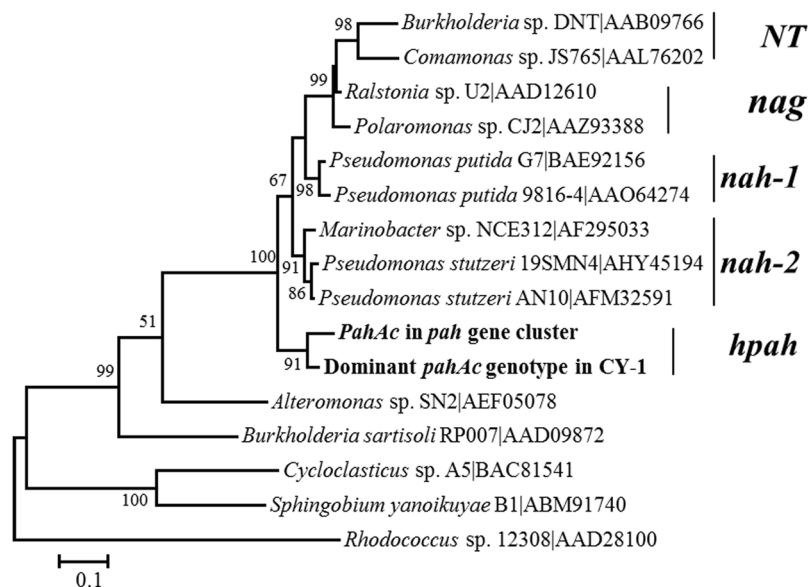 98
Burkholderia sp. DNT|AAB09766
NT
Comamonas sp. JS765|AAL76202
99
Ralstonia sp. U2|AAD12610
nag
Polaromonas sp. CJ2|AAZ93388
67
98
Pseudomonas putida G7|BAE92156
nah-1
Pseudomonas putida 9816-4|AAO64274
Marinobacter sp. NCE312|AF295033
100
91
Pseudomonas stutzeri 19SMN4|AHY45194
nah-2
86
Pseudomonas stutzeri AN10|AFM32591
51
PahAc in pah gene cluster
hpah
91
Dominant pahAc genotype in CY-1
99
Alteromonas sp. SN2|AEF05078
Burkholderia sartisoli RP007|AAD09872
Cycloclasticus sp. A5|BAC81541
100
Sphingobium yanoikuyae B1|ABM91740
Rhodococcus sp. 12308|AAD28100
0.1